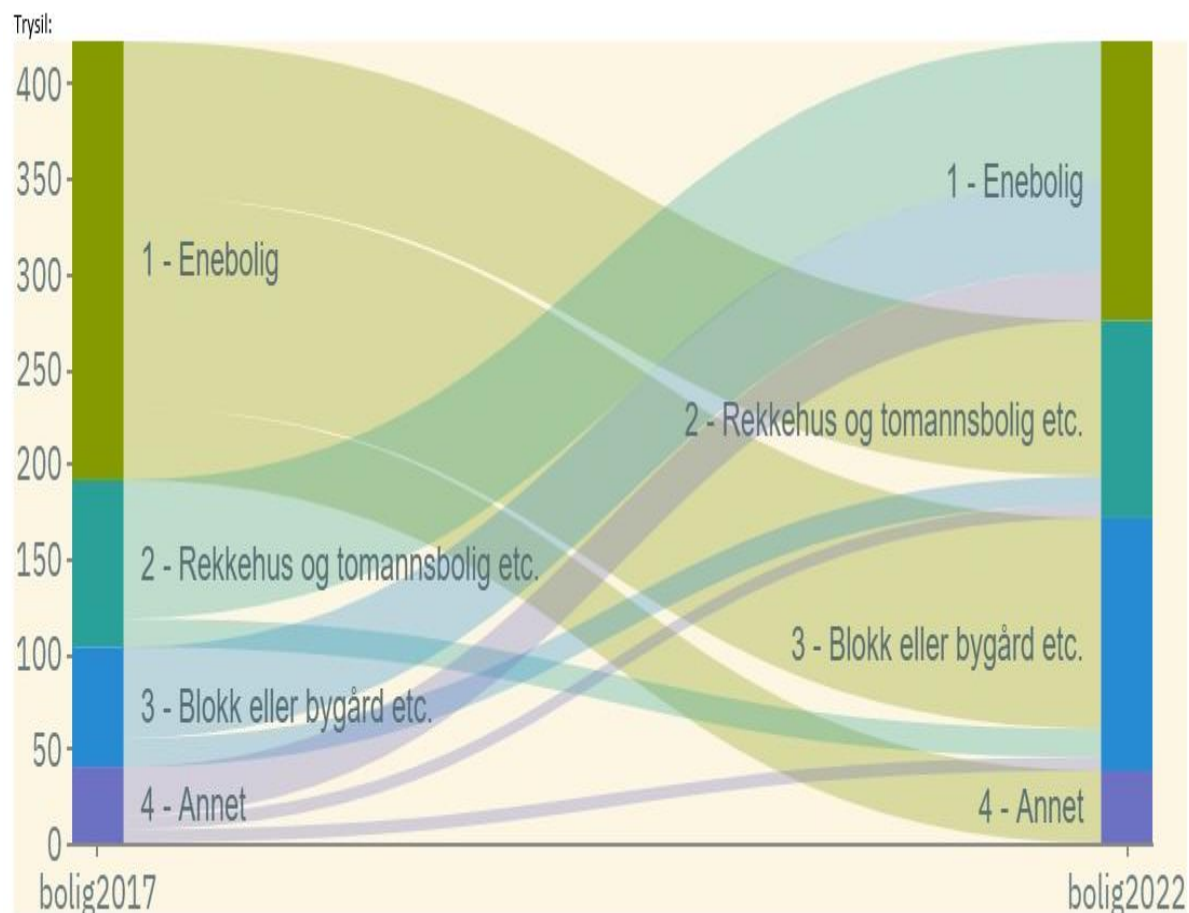 Trysil:
400
350
300
250
200
150
100
50
0
1 - Enebolig
2 - Rekkehus og tomannsbolig etc.
3 - Blokk eller bygård etc.
4 - Annet
1 - Enebolig
2 - Rekkehus og tomannsbolig etc.
3 - Blokk eller bygård etc.
4 - Annet
bolig2017
bolig2022